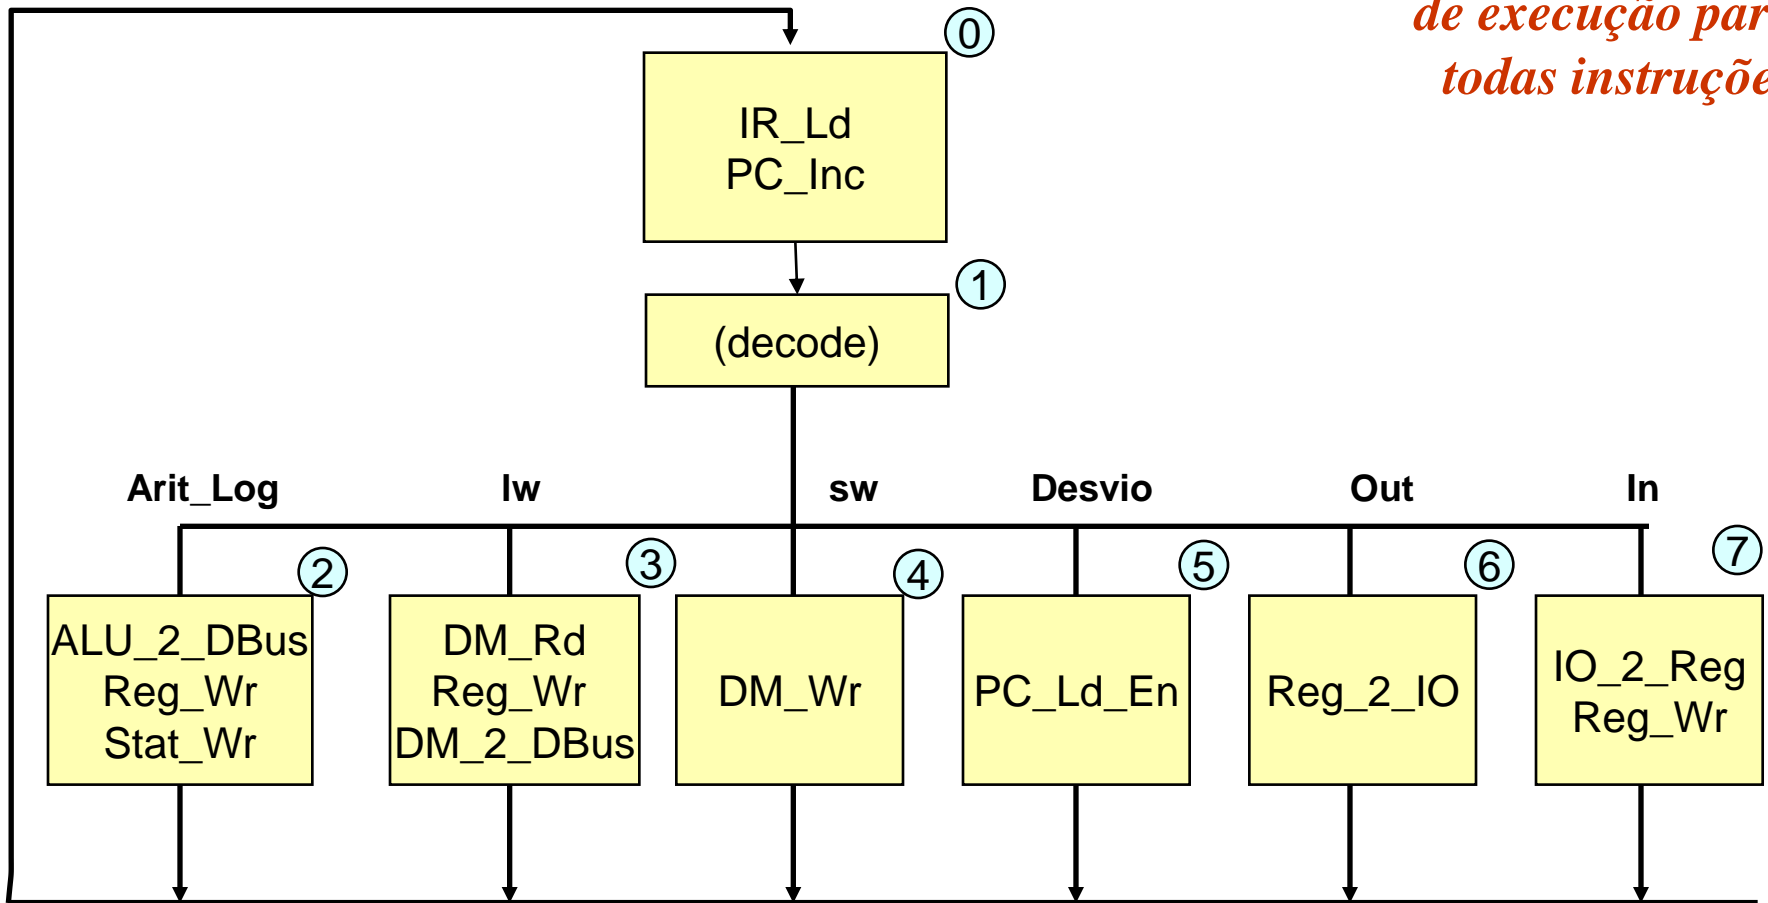 de execução par
todas instruçõe
0
IR_Ld
PC_Inc
1
(decode)
Arit_Log
lw
sw
Desvio
Out
In
2
3
4
5
6
7
ALU_2_DBus
Reg_Wr
Stat_Wr
DM_Rd
Reg_Wr
DM_2_DBus
DM_Wr
PC_Ld_En
Reg_2_IO
IO_2_Reg
Reg_Wr